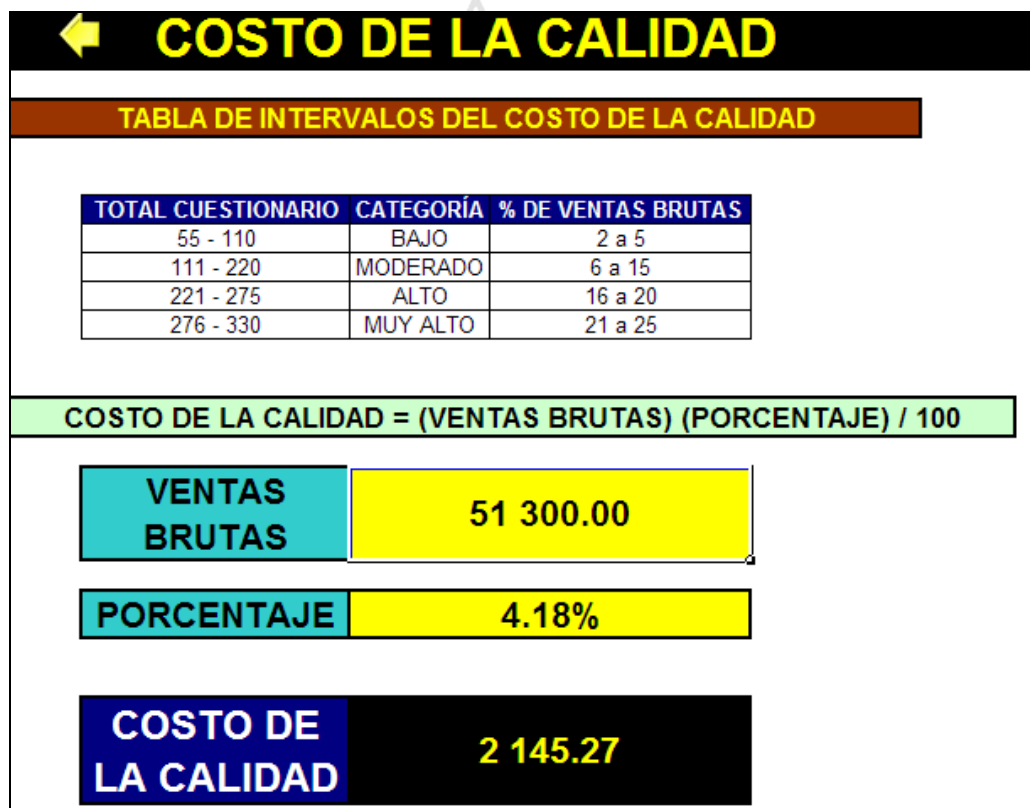 COSTO DE LA CALIDAD
TABLA DE INTERVALOS DEL COSTO DE LA CALIDAD
TOTAL CUESTIONARIO CATEGORÍA % DE VENTAS BRUTAS
55 - 110 BAJO 2 a 5
111 - 220 MODERADO 6 a 15
221 - 275 ALTO 16 a 20
276 - 330 MUY ALTO 21 a 25
COSTO DE LA CALIDAD = (VENTAS BRUTAS) (PORCENTAJE) / 100
VENTAS
BRUTAS
51 300.00
PORCENTAJE 4.18%
COSTO DE
LA CALIDAD
2 145.27